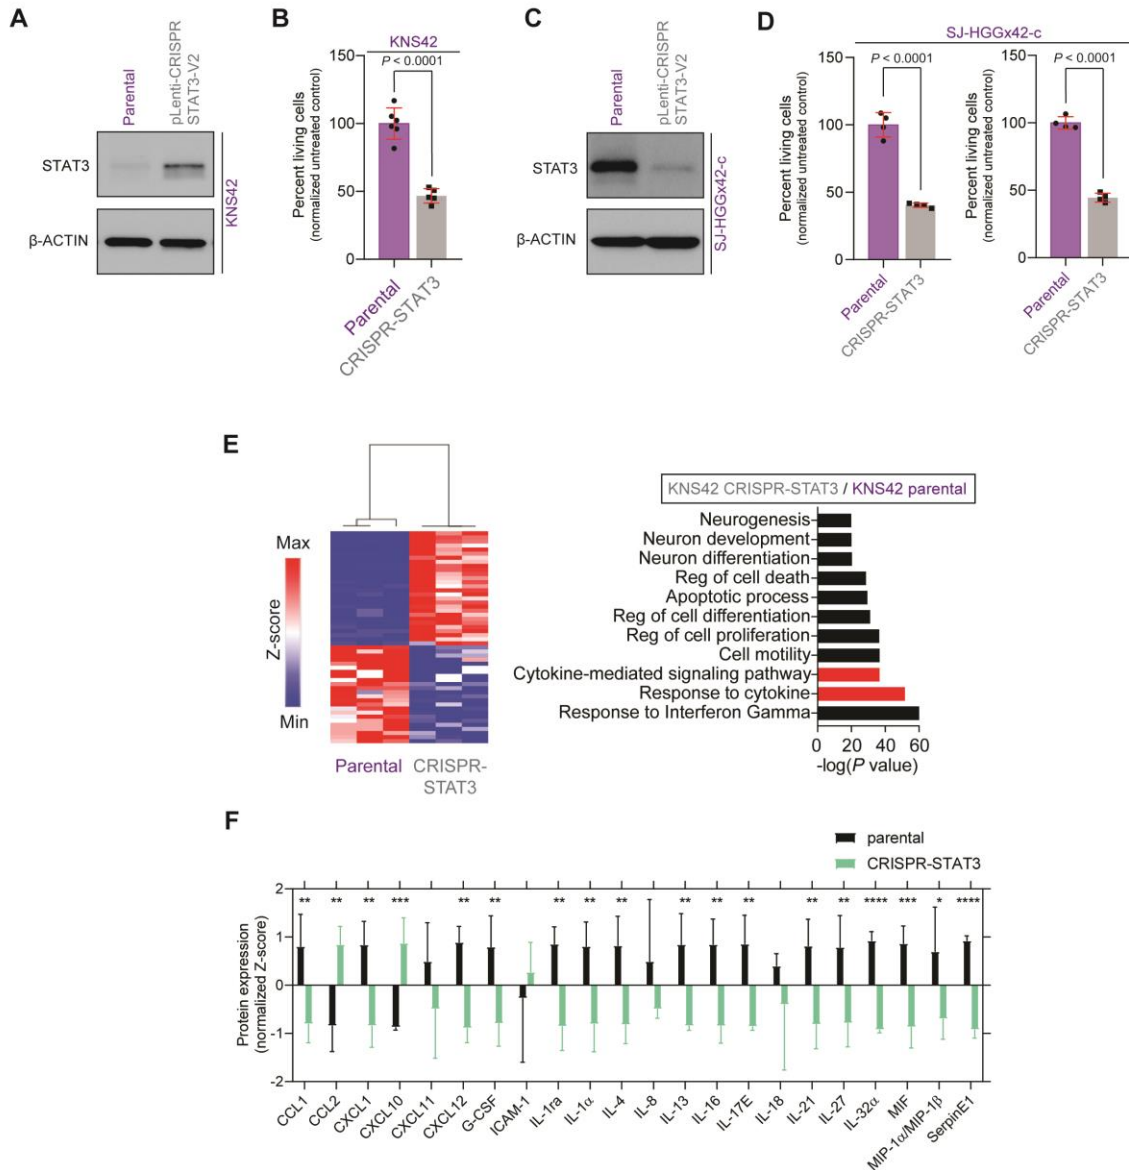 A
Parental
pLenti-CRISPR
STAT3-V2
STAT3
β-ACTIN
KNS42
B
KNS42
P < 0.0001
150
100
50
0
Percent living cells
(normalized untreated control)
Parental
CRISPR-STAT3
C
Parental
pLenti-CRISPR
STAT3-V2
STAT3
β-ACTIN
SJ-HGGx42-c
D
SJ-HGGx42-c
P < 0.0001
150
100
50
0
Percent living cells
(normalized untreated control)
Parental
CRISPR-STAT3
P < 0.0001
150
100
50
0
Percent living cells
(normalized untreated control)
Parental
CRISPR-STAT3
E
Max
Z-score
Min
Parental
CRISPR-
STAT3
KNS42 CRISPR-STAT3 / KNS42 parental
Neurogenesis
Neuron development
Neuron differentiation
Reg of cell death
Apoptotic process
Reg of cell differentiation
Reg of cell proliferation
Cell motility
Cytokine-mediated signaling pathway
Response to cytokine
Response to Interferon Gamma
0 20 40 60
-log(P value)
F
parental
CRISPR-STAT3
Protein expression
(normalized Z-score)
2
1
0
-1
-2
** ** ** *** ** ** ** ** ** ** ** ** ** ** **** *** * ****
CCL1
CCL2
CXCL1
CXCL10
CXCL11
CXCL12
G-CSF
ICAM-1
IL-1ra
IL-1α
IL-4
IL-8
IL-13
IL-16
IL-17E
IL-18
IL-21
IL-27
IL-32α
MIF
MIP-1α/MIP-1β
SerpinE1